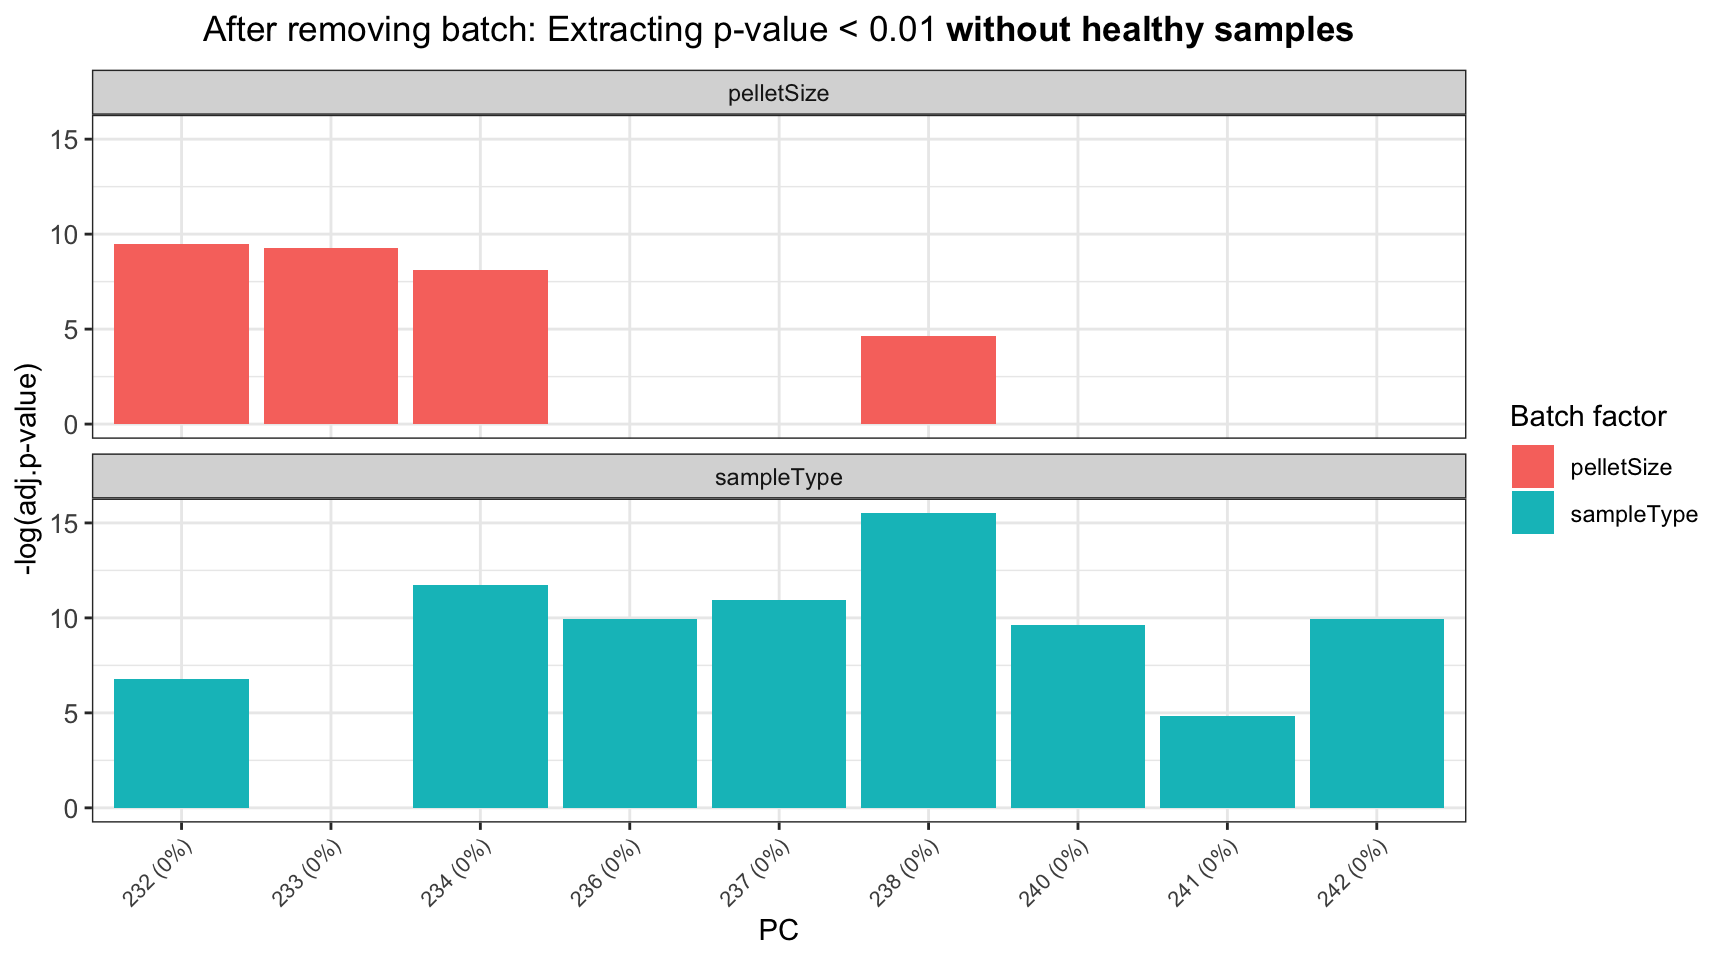 After removing batch: Extracting p-value < 0.01 without healthy samples
pelletSize
15
10
5
0
sampleType
15
10
5
0
-log(adj.p-value)
232 (0%)
233 (0%)
234 (0%)
236 (0%)
237 (0%)
238 (0%)
240 (0%)
241 (0%)
242 (0%)
PC
Batch factor
pelletSize
sampleType